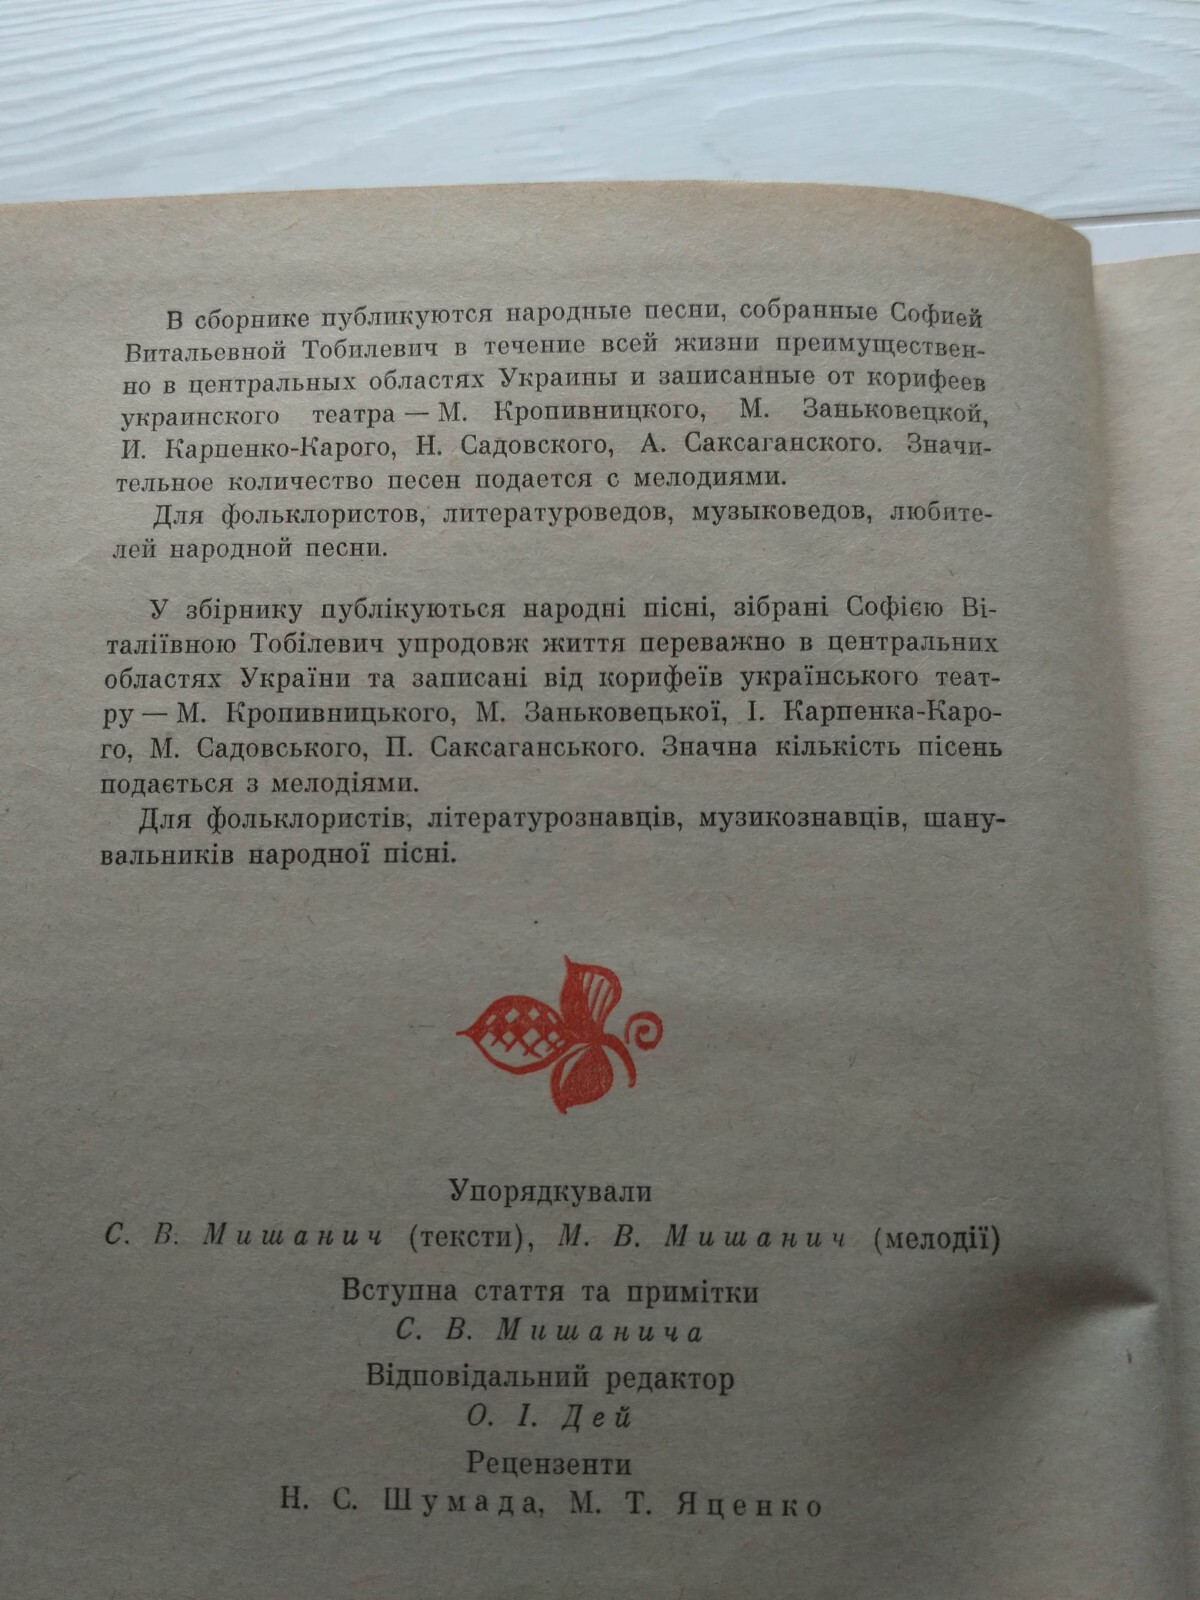 В сборнике публикуются народные песни, собранные Софией
Витальевной Тобилевич в течение всей жизни преимуществен-
но в центральных областях Украины и записанные от корифеев
украинского театра — М. Кропивницкого, М. Заньковецкой,
И. Карпенко-Карого, Н. Садовского, А. Саксаганского. Значи-
тельное количество песен подается с мелодиями.
Для фольклористов, литературоведов, музыковедов, любите-
лей народной песни.
У збірнику публікуються народні пісні, зібрані Софією Ві-
таліївною Тобілевич упродовж життя переважно в центральних
областях України та записані від корифеїв українського теат-
ру — М. Кропивницького, М. Заньковецької, І. Карпенка-Каро-
го, М. Садовського, П. Саксаганського. Значна кількість пісень
подається з мелодіями.
Для фольклористів, літературознавців, музикознавців, шану-
вальників народної пісні.
Упорядкували
С. В. Мишанич (тексти), М. В. Мишанич (мелодії)
Вступна стаття та примітки
С. В. Мишанича
Відповідальний редактор
О. І. Дей
Рецензенти
Н. С. Шумада, М. Т. Яценко